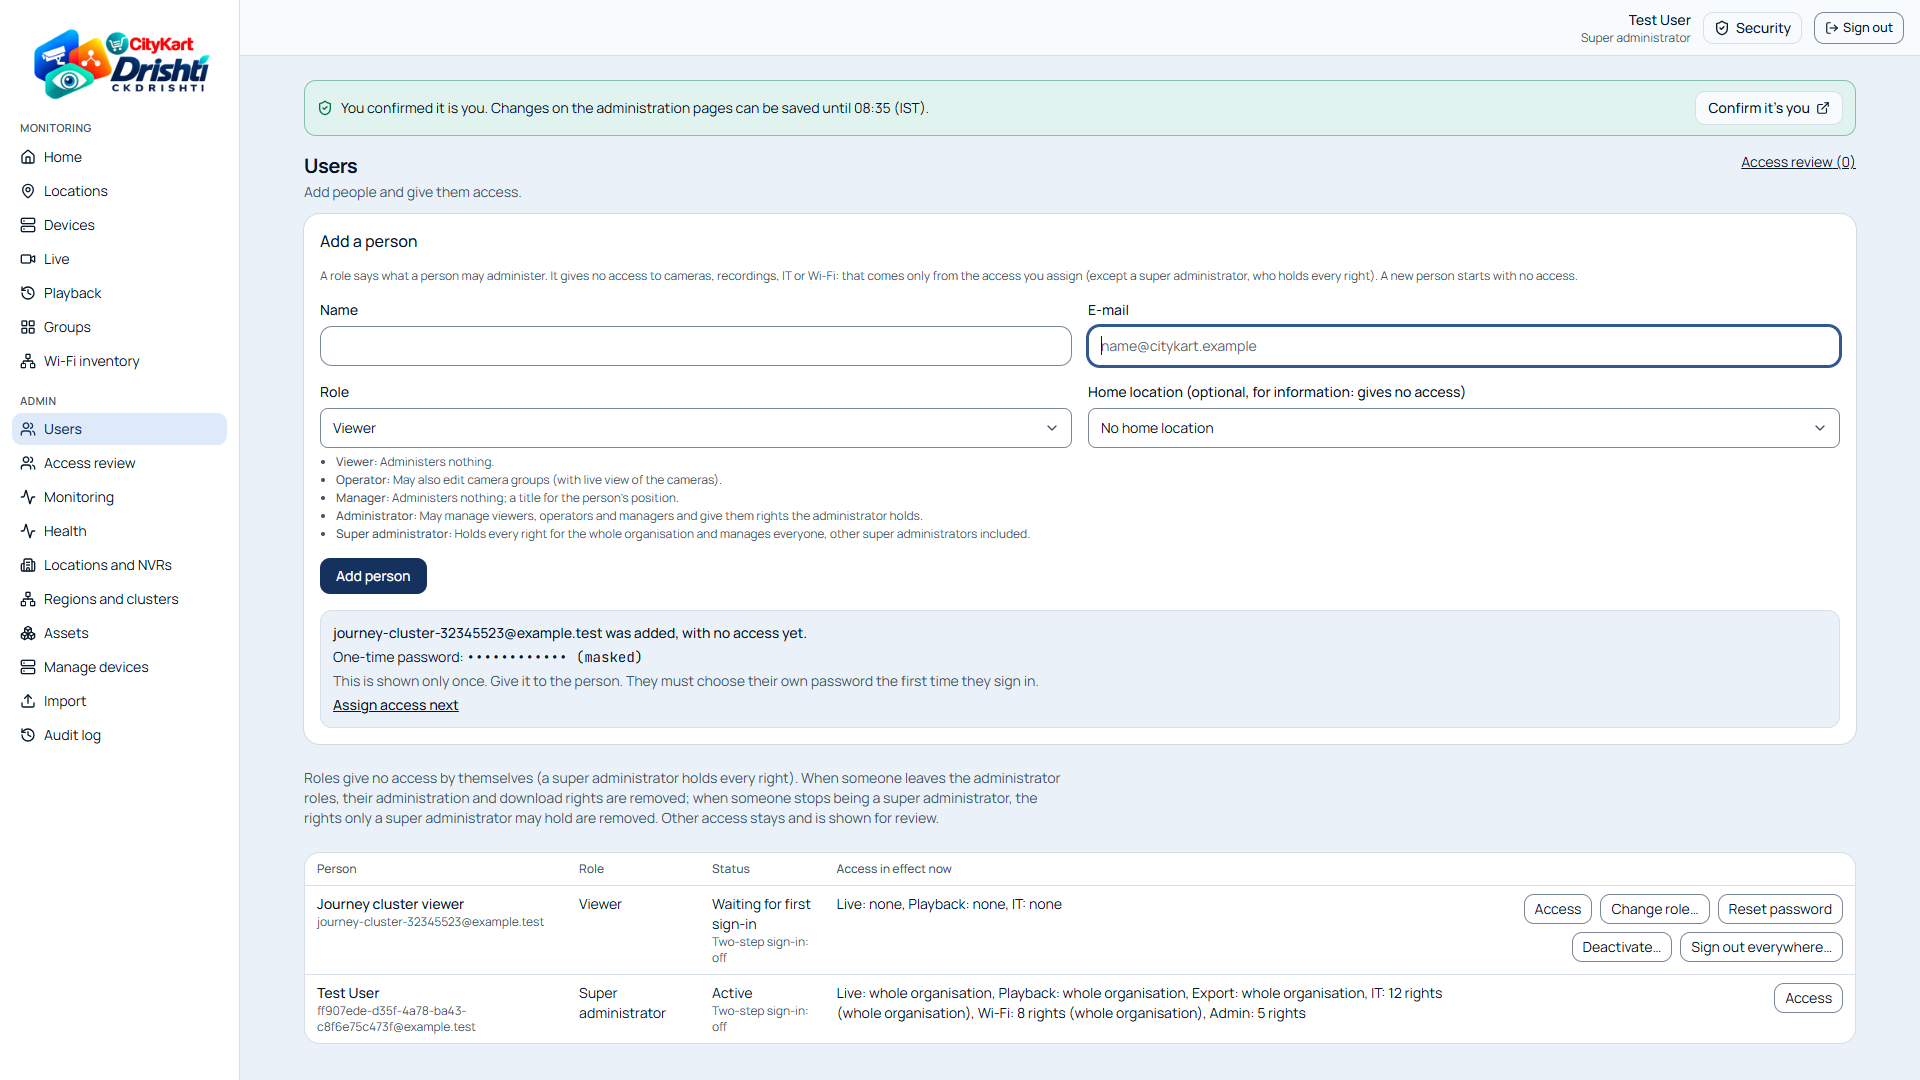 CityKart
Drishti
CKDRISHTI
Test User
Super administrator
Security
Sign out
MONITORING
Home
Locations
Devices
Live
Playback
Groups
Wi-Fi inventory
ADMIN
Users
Access review
Monitoring
Health
Locations and NVRs
Regions and clusters
Assets
Manage devices
Import
Audit log
You confirmed it is you. Changes on the administration pages can be saved until 08:35 (IST).
Confirm it's you
Users
Access review (0)
Add people and give them access.
Add a person
A role says what a person may administer. It gives no access to cameras, recordings, IT or Wi-Fi: that comes only from the access you assign (except a super administrator, who holds every right). A new person starts with no access.
Name
E-mail
name@citykart.example
Role
Home location (optional, for information: gives no access)
Viewer
No home location
• Viewer: Administers nothing.
• Operator: May also edit camera groups (with live view of the cameras).
• Manager: Administers nothing; a title for the person's position.
• Administrator: May manage viewers, operators and managers and give them rights the administrator holds.
• Super administrator: Holds every right for the whole organisation and manages everyone, other super administrators included.
Add person
journey-cluster-32345523@example.test was added, with no access yet.
One-time password: •••••••••••• (masked)
This is shown only once. Give it to the person. They must choose their own password the first time they sign in.
Assign access next
Roles give no access by themselves (a super administrator holds every right). When someone leaves the administrator
roles, their administration and download rights are removed; when someone stops being a super administrator, the
rights only a super administrator may hold are removed. Other access stays and is shown for review.
Person Role Status Access in effect now
Journey cluster viewer
journey-cluster-32345523@example.test
Viewer
Waiting for first
sign-in
Two-step sign-in:
off
Live: none, Playback: none, IT: none
Access Change role... Reset password
Deactivate... Sign out everywhere...
Test User
ff907ede-d35f-4a78-ba43-
c8f6e75c473f@example.test
Super
administrator
Active
Two-step sign-in:
off
Live: whole organisation, Playback: whole organisation, Export: whole organisation, IT: 12 rights
(whole organisation), Wi-Fi: 8 rights (whole organisation), Admin: 5 rights
Access